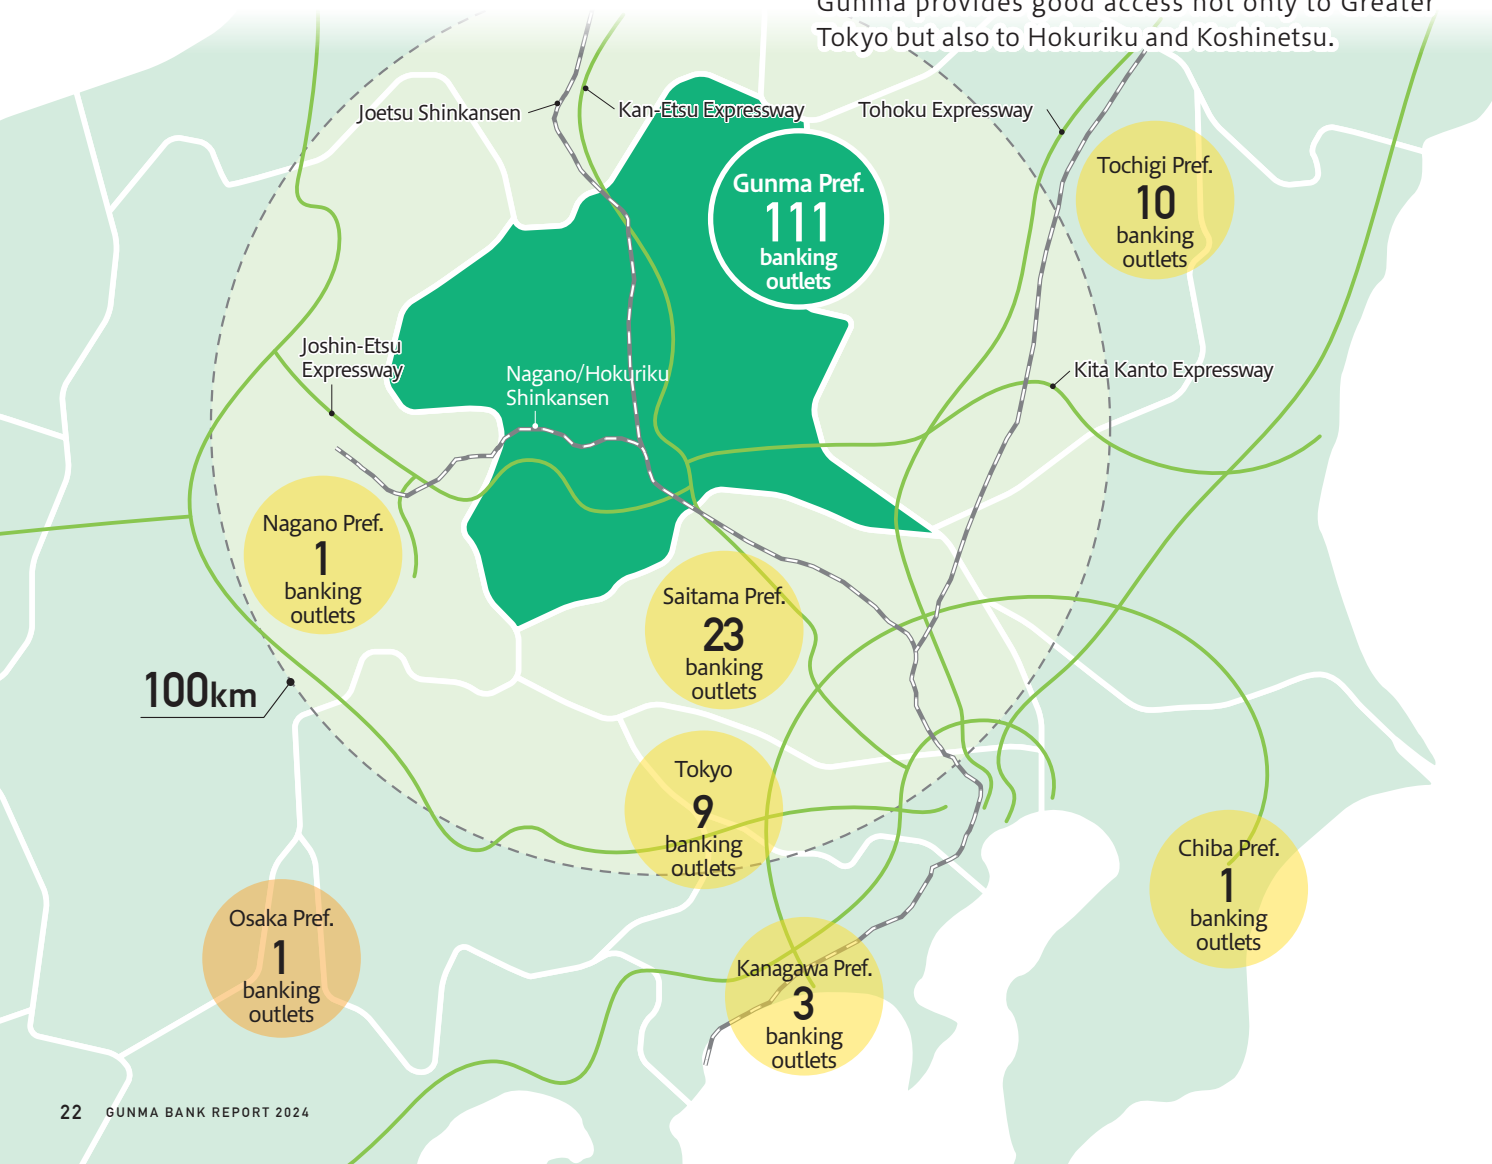 Gunma provides good access not only to Greater
Tokyo but also to Hokuriku and Koshinetsu.
Joetsu Shinkansen
Kan-Etsu Expressway
Tohoku Expressway
Tochigi Pref.
10
banking
outlets
Gunma Pref.
111
banking
outlets
Joshin-Etsu
Expressway
Nagano/Hokuriku
Shinkansen
Kita Kanto Expressway
Nagano Pref.
1
banking
outlets
Saitama Pref.
23
banking
outlets
100km
Tokyo
9
banking
outlets
Chiba Pref.
1
banking
outlets
Osaka Pref.
1
banking
outlets
Kanagawa Pref.
3
banking
outlets
22 GUNMA BANK REPORT 2024